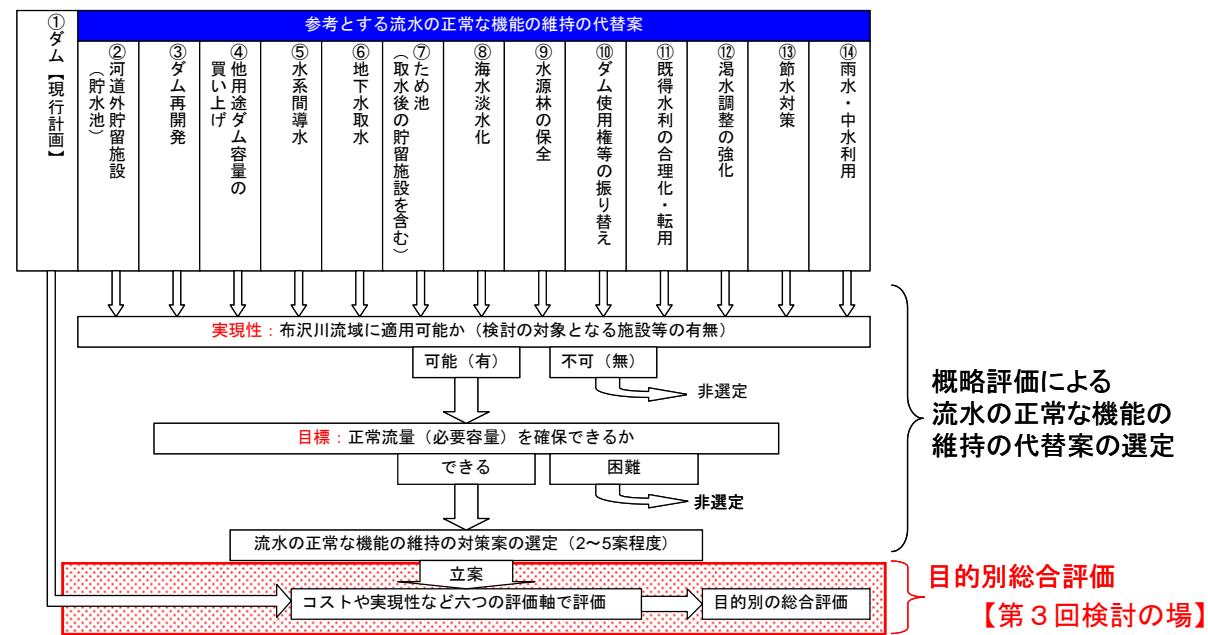 ①ダム【現行計画】
参考とする流水の正常な機能の維持の代替案
②河道外貯留施設
（貯水池）
③ダム再開発
④他用途ダム容量の
買い上げ
⑤水系間導水
⑥地下水取水
⑦ため池
（取水後の貯留施設を含む）
⑧海水淡水化
⑨水源林の保全
⑩ダム使用権等の振り替え
⑪既得水利の合理化・転用
⑫渇水調整の強化
⑬節水対策
⑭雨水・中水利用
実現性：布沢川流域に適用可能か（検討の対象となる施設等の有無）
可能（有）
不可（無）
非選定
目標：正常流量（必要容量）を確保できるか
できる
困難
非選定
流水の正常な機能の維持の対策案の選定（2～5案程度）
概略評価による
流水の正常な機能の
維持の代替案の選定
立案
コストや実現性など六つの評価軸で評価
目的別の総合評価
目的別総合評価
【第３回検討の場】